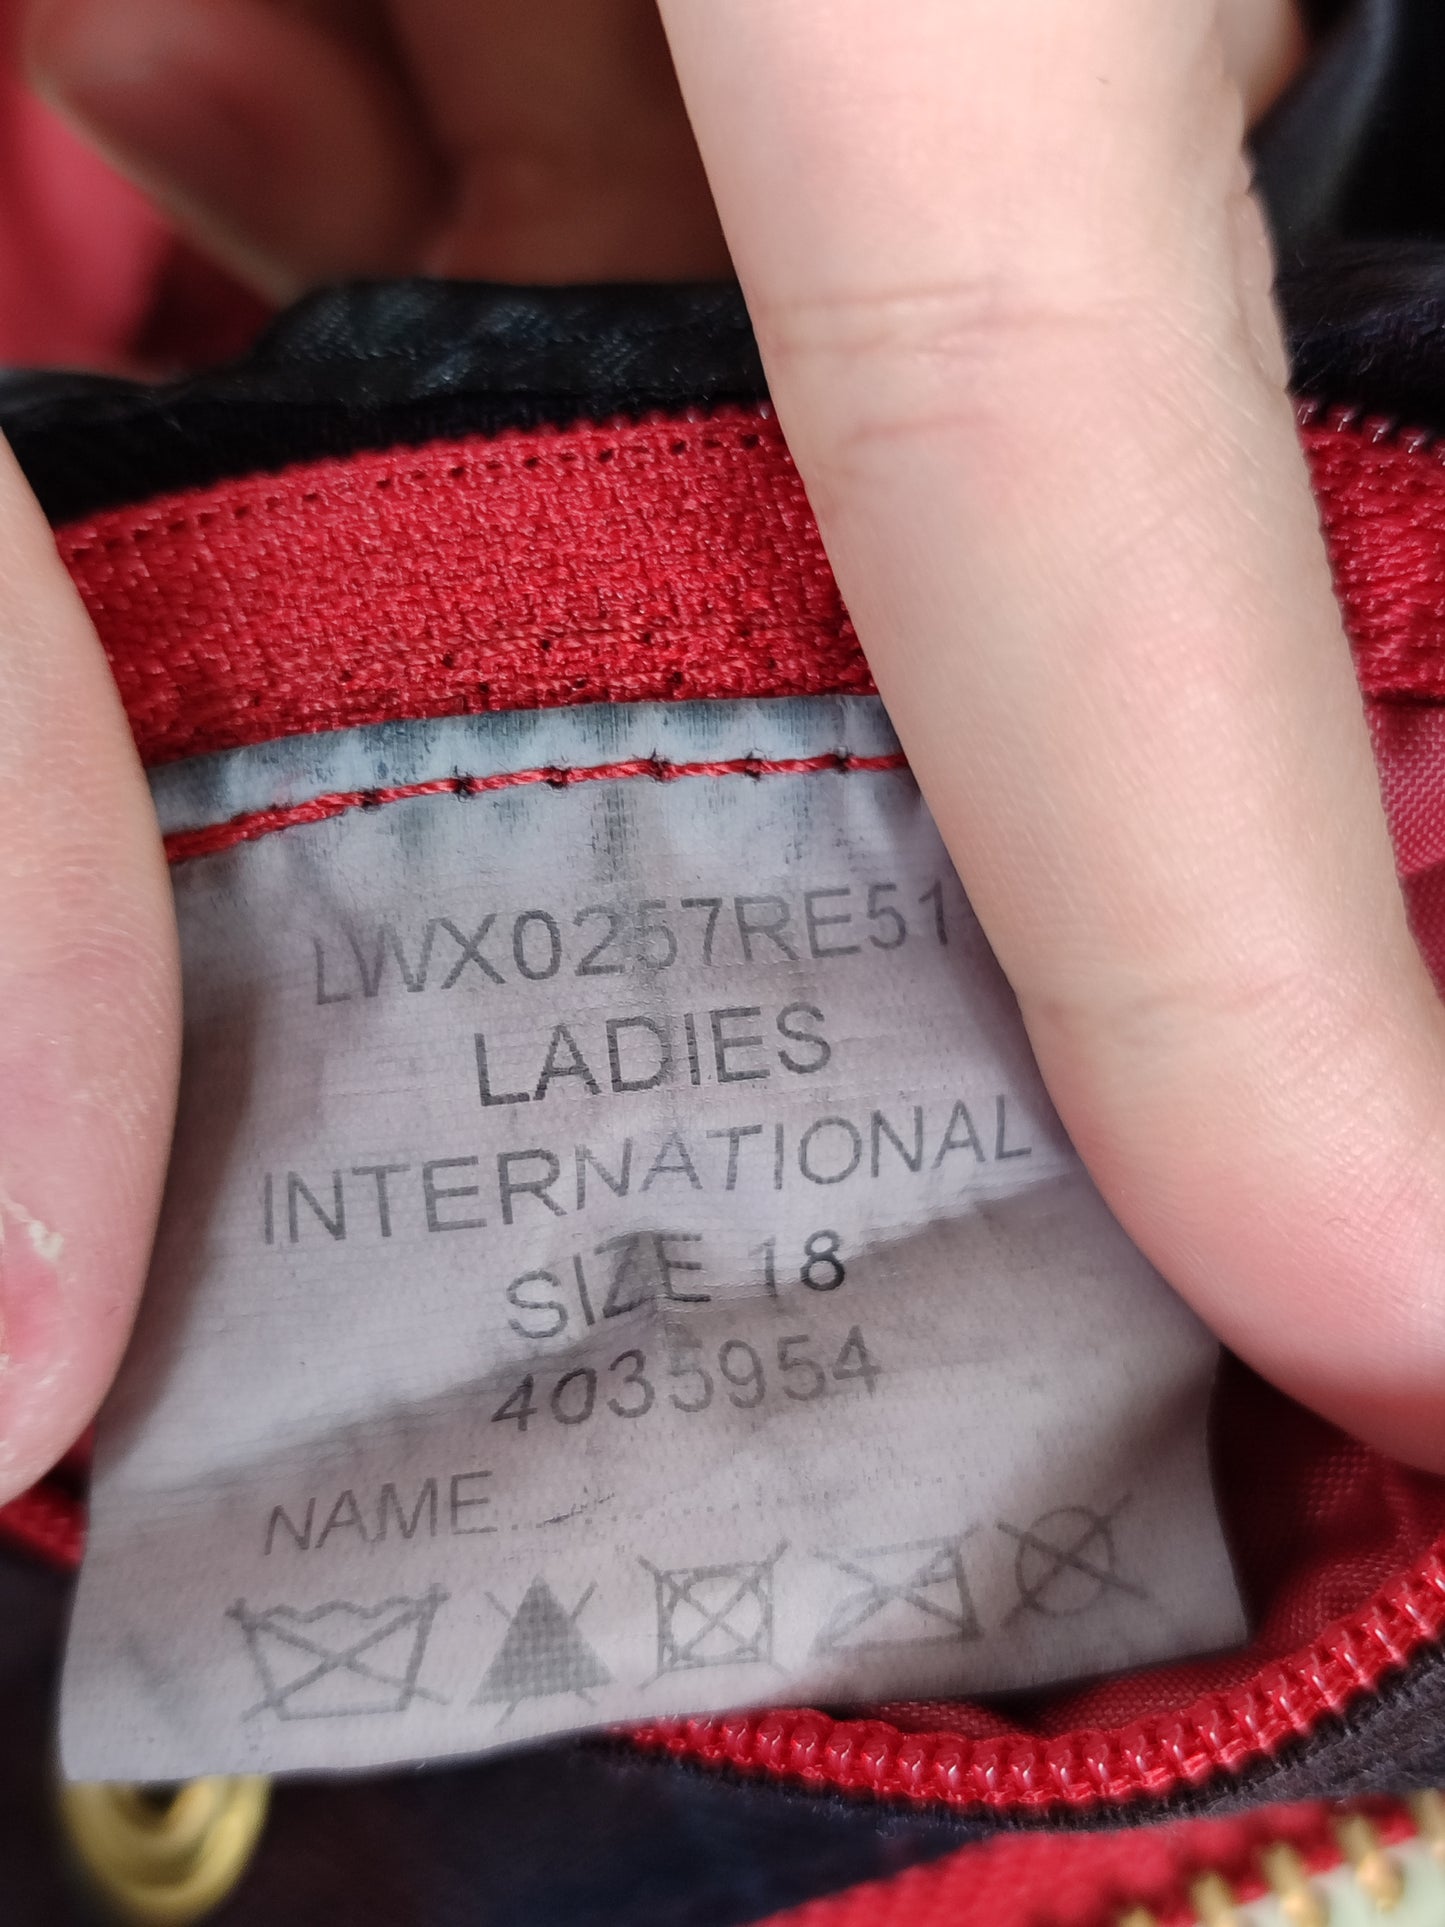 LWX0257RE51
LADIES
INTERNATIONAL
SIZE 18
4035954
NAME..................